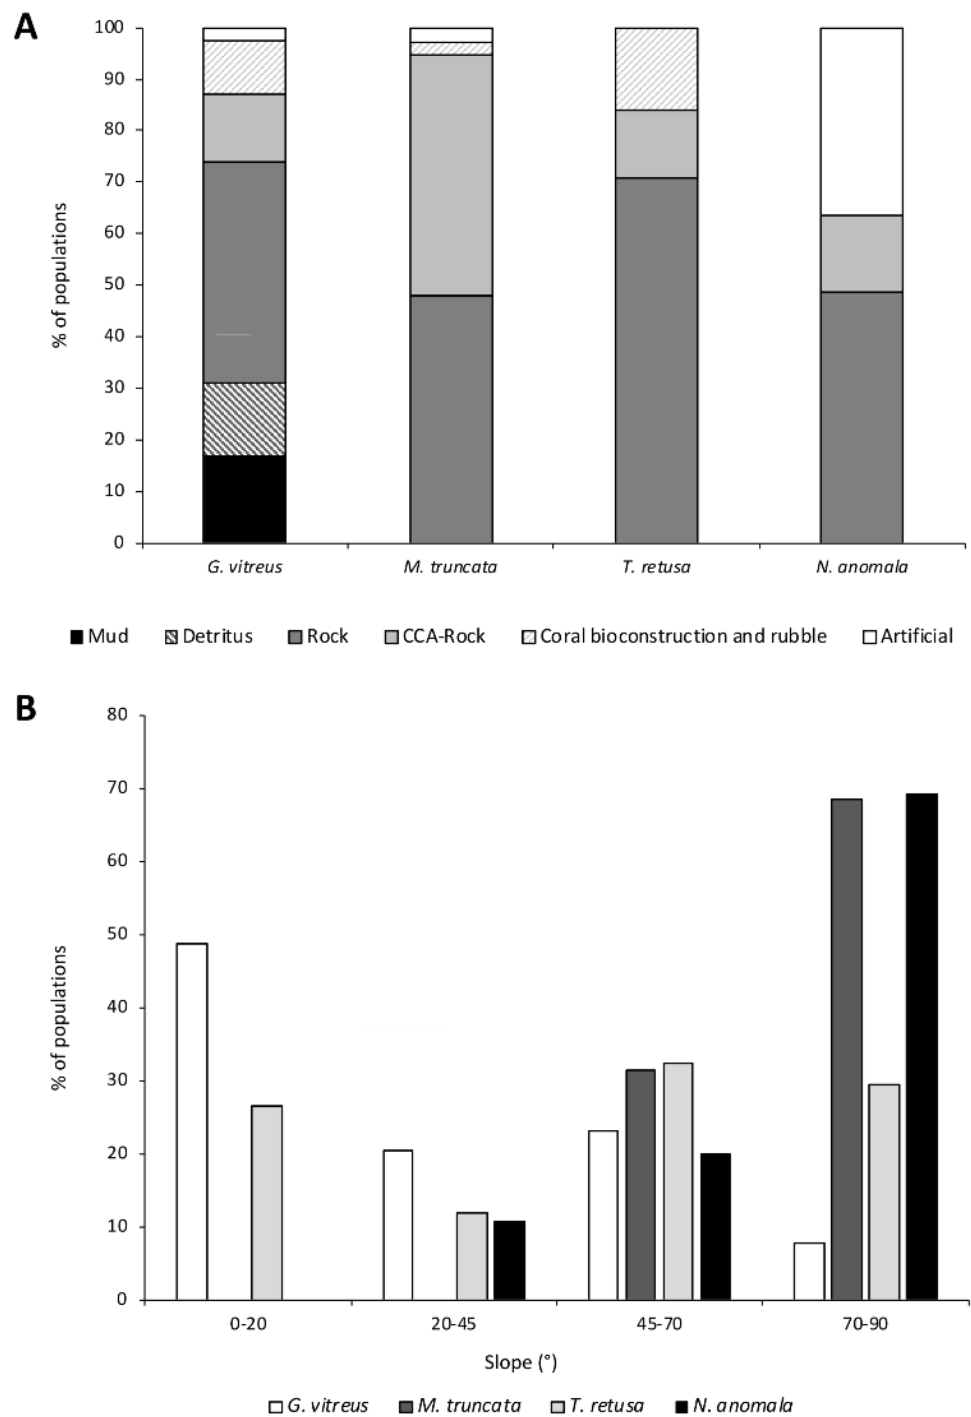 A
100
90
80
70
60
50
40
30
20
10
0
% of populations
G. vitreus M. truncata T. retusa N. anomala
Mud Detritus Rock CCA-Rock Coral bioconstruction and rubble Artificial
B
80
70
60
50
40
30
20
10
0
% of populations
0-20 20-45 45-70 70-90
Slope (°)
G. vitreus M. truncata T. retusa N. anomala